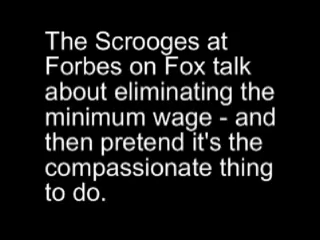 The Scrooges at
Forbes on Fox talk
about eliminating the
minimum wage - and
then pretend it's the
compassionate thing
to do.